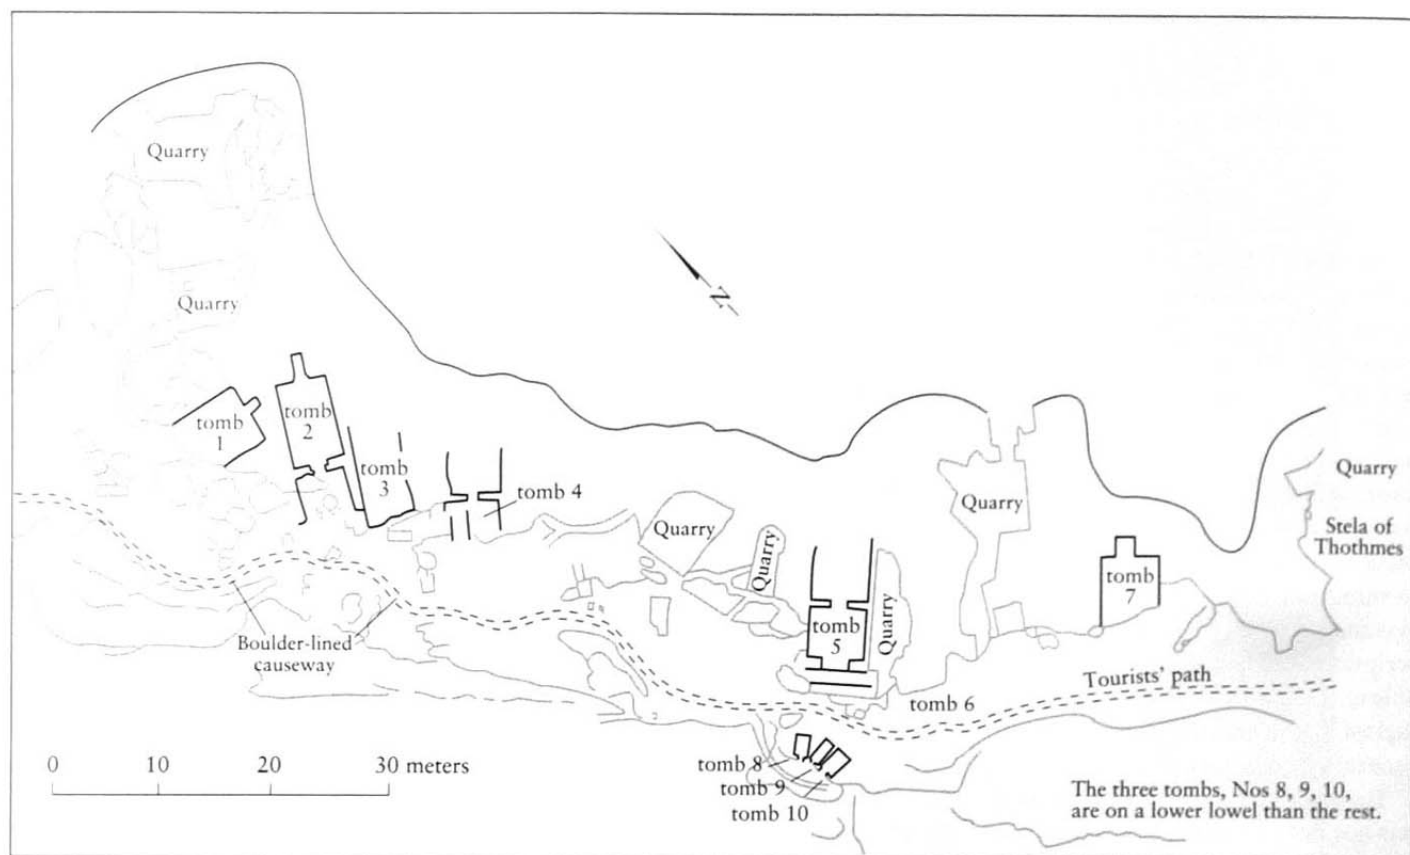 Quarry
Quarry
N
tomb
1
tomb
2
tomb
3
tomb 4
Quarry
Quarry
tomb
5
Quarry
Quarry
tomb
7
Quarry
Stela of
Thothmes
Boulder-lined
causeway
tomb 6
Tourists' path
tomb 8
tomb 9
tomb 10
0 10 20 30 meters
The three tombs, Nos 8, 9, 10,
are on a lower lowel than the rest.